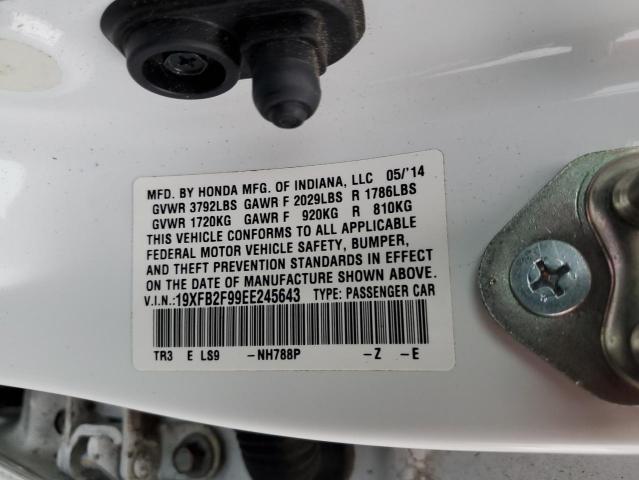 MFD. BY HONDA MFG. OF INDIANA, LLC 05/'14
GVWR 3792LBS GAWR F 2029LBS R 1786LBS
GVWR 1720KG GAWR F 920KG R 810KG
THIS VEHICLE CONFORMS TO ALL APPLICABLE
FEDERAL MOTOR VEHICLE SAFETY, BUMPER,
AND THEFT PREVENTION STANDARDS IN EFFECT
ON THE DATE OF MANUFACTURE SHOWN ABOVE.
V.I.N.:19XFB2F99EE245643 TYPE: PASSENGER CAR
TR3 E LS9 -NH788P -Z -E